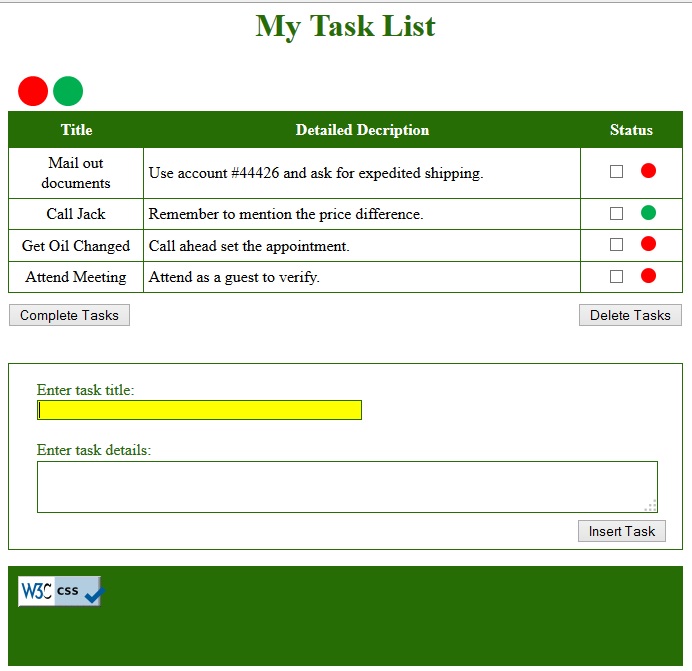 My Task List
Title Detailed Decription Status
Mail out
documents
Use account #44426 and ask for expedited shipping.
Call Jack Remember to mention the price difference.
Get Oil Changed Call ahead set the appointment.
Attend Meeting Attend as a guest to verify.
Complete Tasks Delete Tasks
Enter task title:
Enter task details:
Insert Task
W3C css